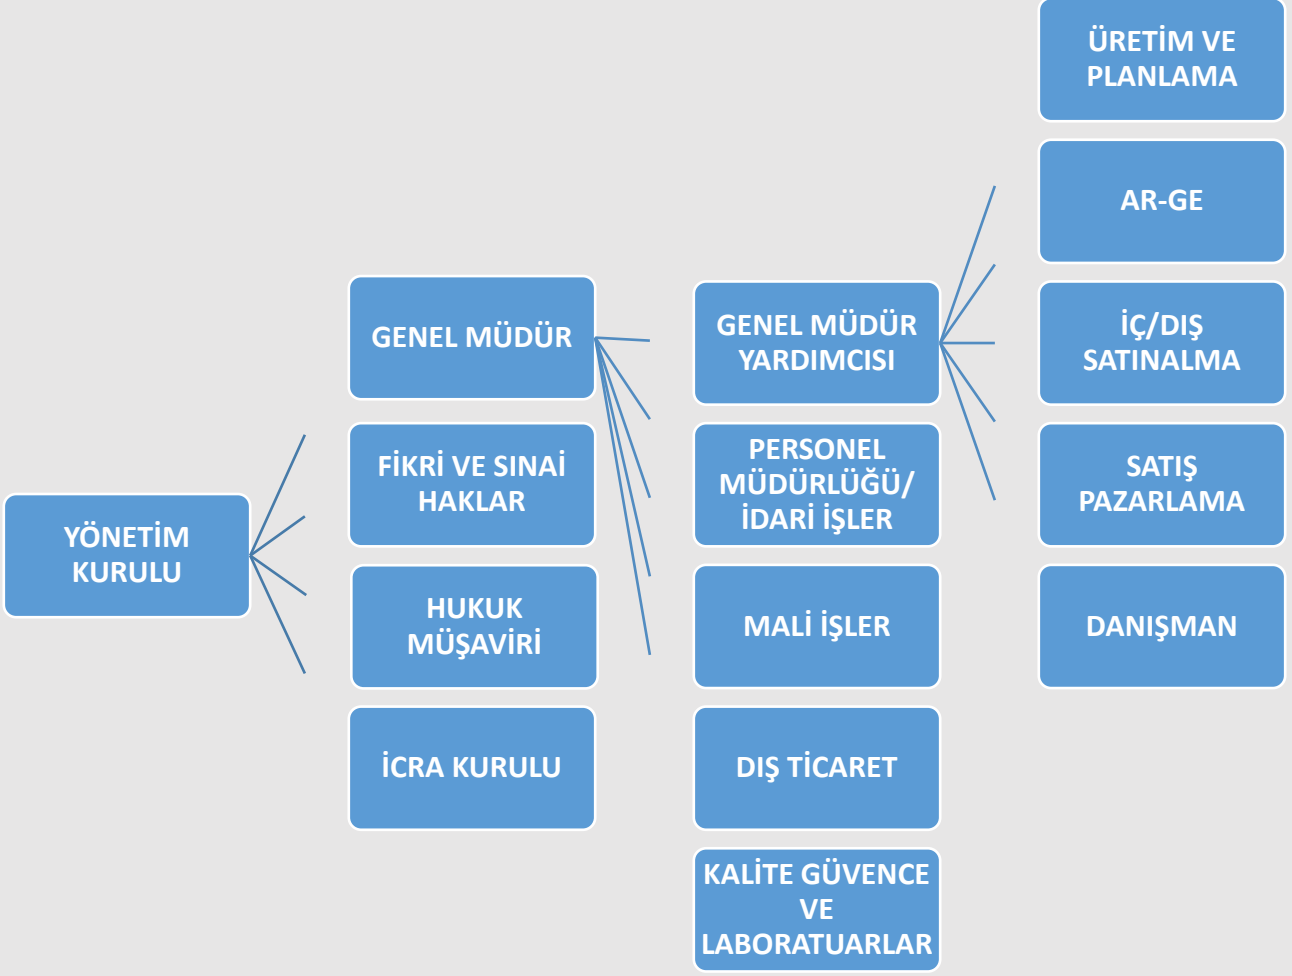 YÖNETİM
KURULU
GENEL MÜDÜR
FİKRİ VE SINAİ
HAKLAR
HUKUK
MÜŞAVİRİ
İCRA KURULU
GENEL MÜDÜR
YARDIMCISI
PERSONEL
MÜDÜRLÜĞÜ/
İDARİ İŞLER
MALİ İŞLER
DIŞ TİCARET
KALİTE GÜVENCE
VE
LABORATUARLAR
ÜRETİM VE
PLANLAMA
AR-GE
İÇ/DIŞ
SATINALMA
SATIŞ
PAZARLAMA
DANIŞMAN